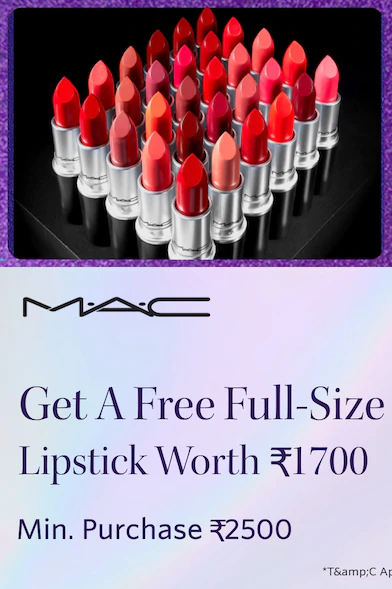 MAC
Get A Free Full-Size
Lipstick Worth ₹1700
Min. Purchase ₹2500
*T&amp;C Ap